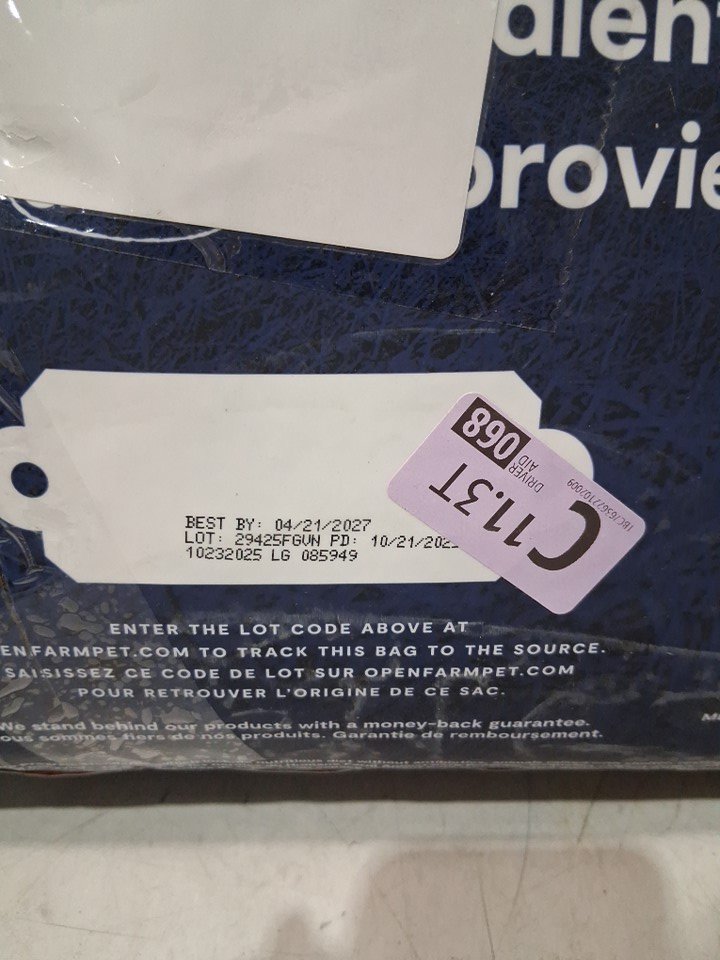 BEST BY: 04/21/2027
LOT: 29425FGVN PD: 10/21/202
10232025 LG 085949
068
DRIVER
AID
C 11.3T
ENTER THE LOT CODE ABOVE AT
ENFARMPET.COM TO TRACK THIS BAG TO THE SOURCE.
SAISISSEZ CE CODE DE LOT SUR OPENFARMPET.COM
POUR RETROUVER L'ORIGINE DE CE SAC.
We stand behind our products with a money-back guarantee.
ous sommes fiers de nos produits. Garantie de remboursement.